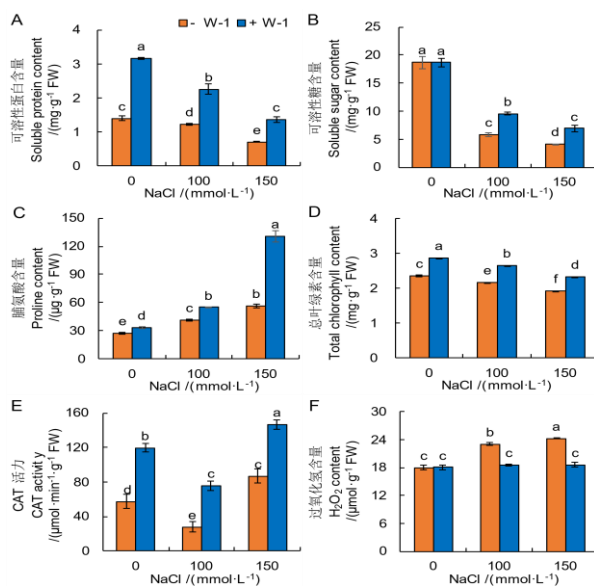 A
- W-1 + W-1
可溶性蛋白含量
Soluble protein content
/(mg·g⁻¹ FW)
4
3
2
1
0
c a d b e c
0 100 150
NaCl /(mmol·L⁻¹)
B
可溶性糖含量
Soluble sugar content
/(mg·g⁻¹ FW)
25
20
15
10
5
0
a a c b d c
0 100 150
NaCl /(mmol·L⁻¹)
C
脯氨酸含量
Proline content
/(μg·g⁻¹ FW)
150
120
90
60
30
0
e d c b b a
0 100 150
NaCl /(mmol·L⁻¹)
D
总叶绿素含量
Total chlorophyll content
/(mg·g⁻¹ FW)
4
3
2
1
0
c a e b f d
0 100 150
NaCl /(mmol·L⁻¹)
E
CAT 活力
CAT activity
/(μmol·min⁻¹·g⁻¹ FW)
160
120
80
40
0
d b e c c a
0 100 150
NaCl /(mmol·L⁻¹)
F
过氧化氢含量
H₂O₂ content
/(μmol·g⁻¹ FW)
30
24
18
12
6
0
c c b c a c
0 100 150
NaCl /(mmol·L⁻¹)